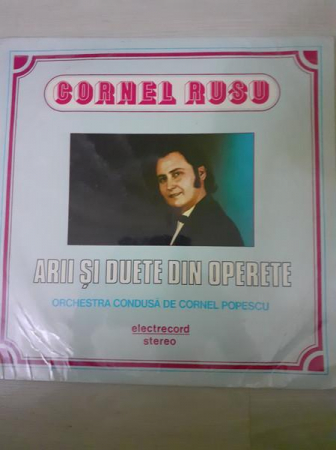 CORNEL RUSU
ARII ȘI DUETE DIN OPERETE
ORCHESTRA CONDUSĂ DE CORNEL POPESCU
electrecord
stereo